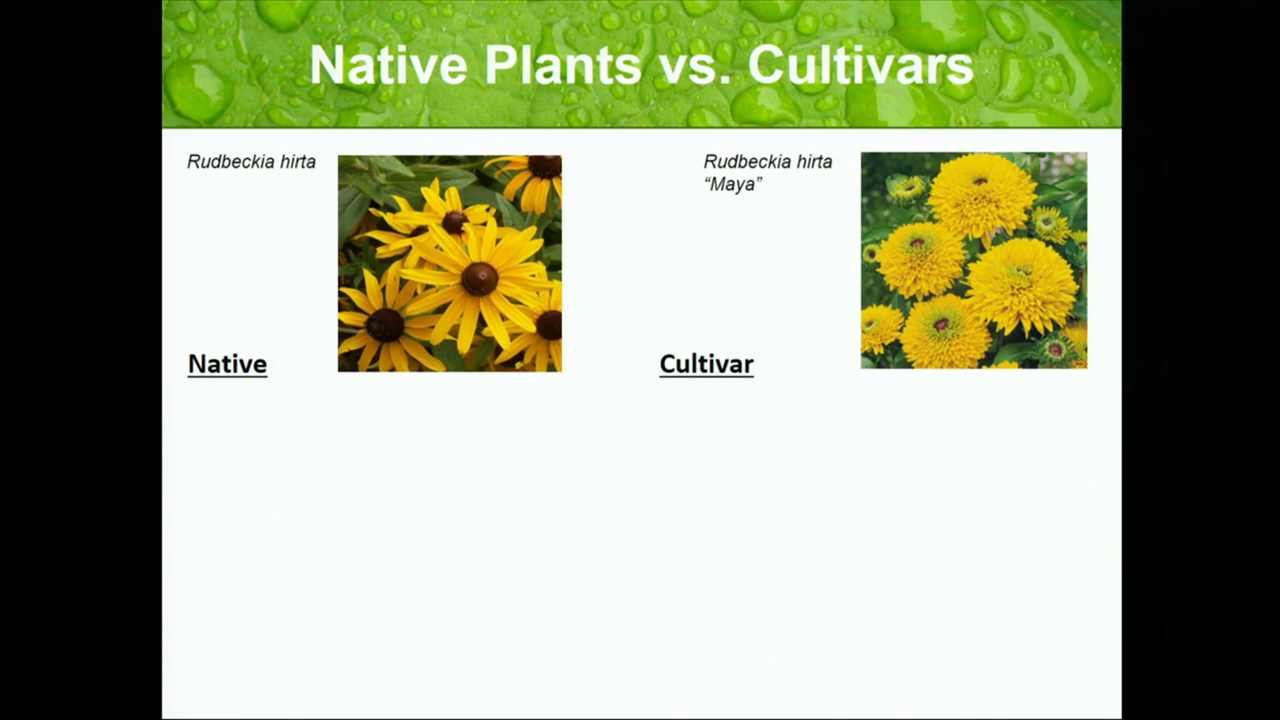 Native Plants vs. Cultivars
Rudbeckia hirta
Rudbeckia hirta
“Maya”
Native
Cultivar